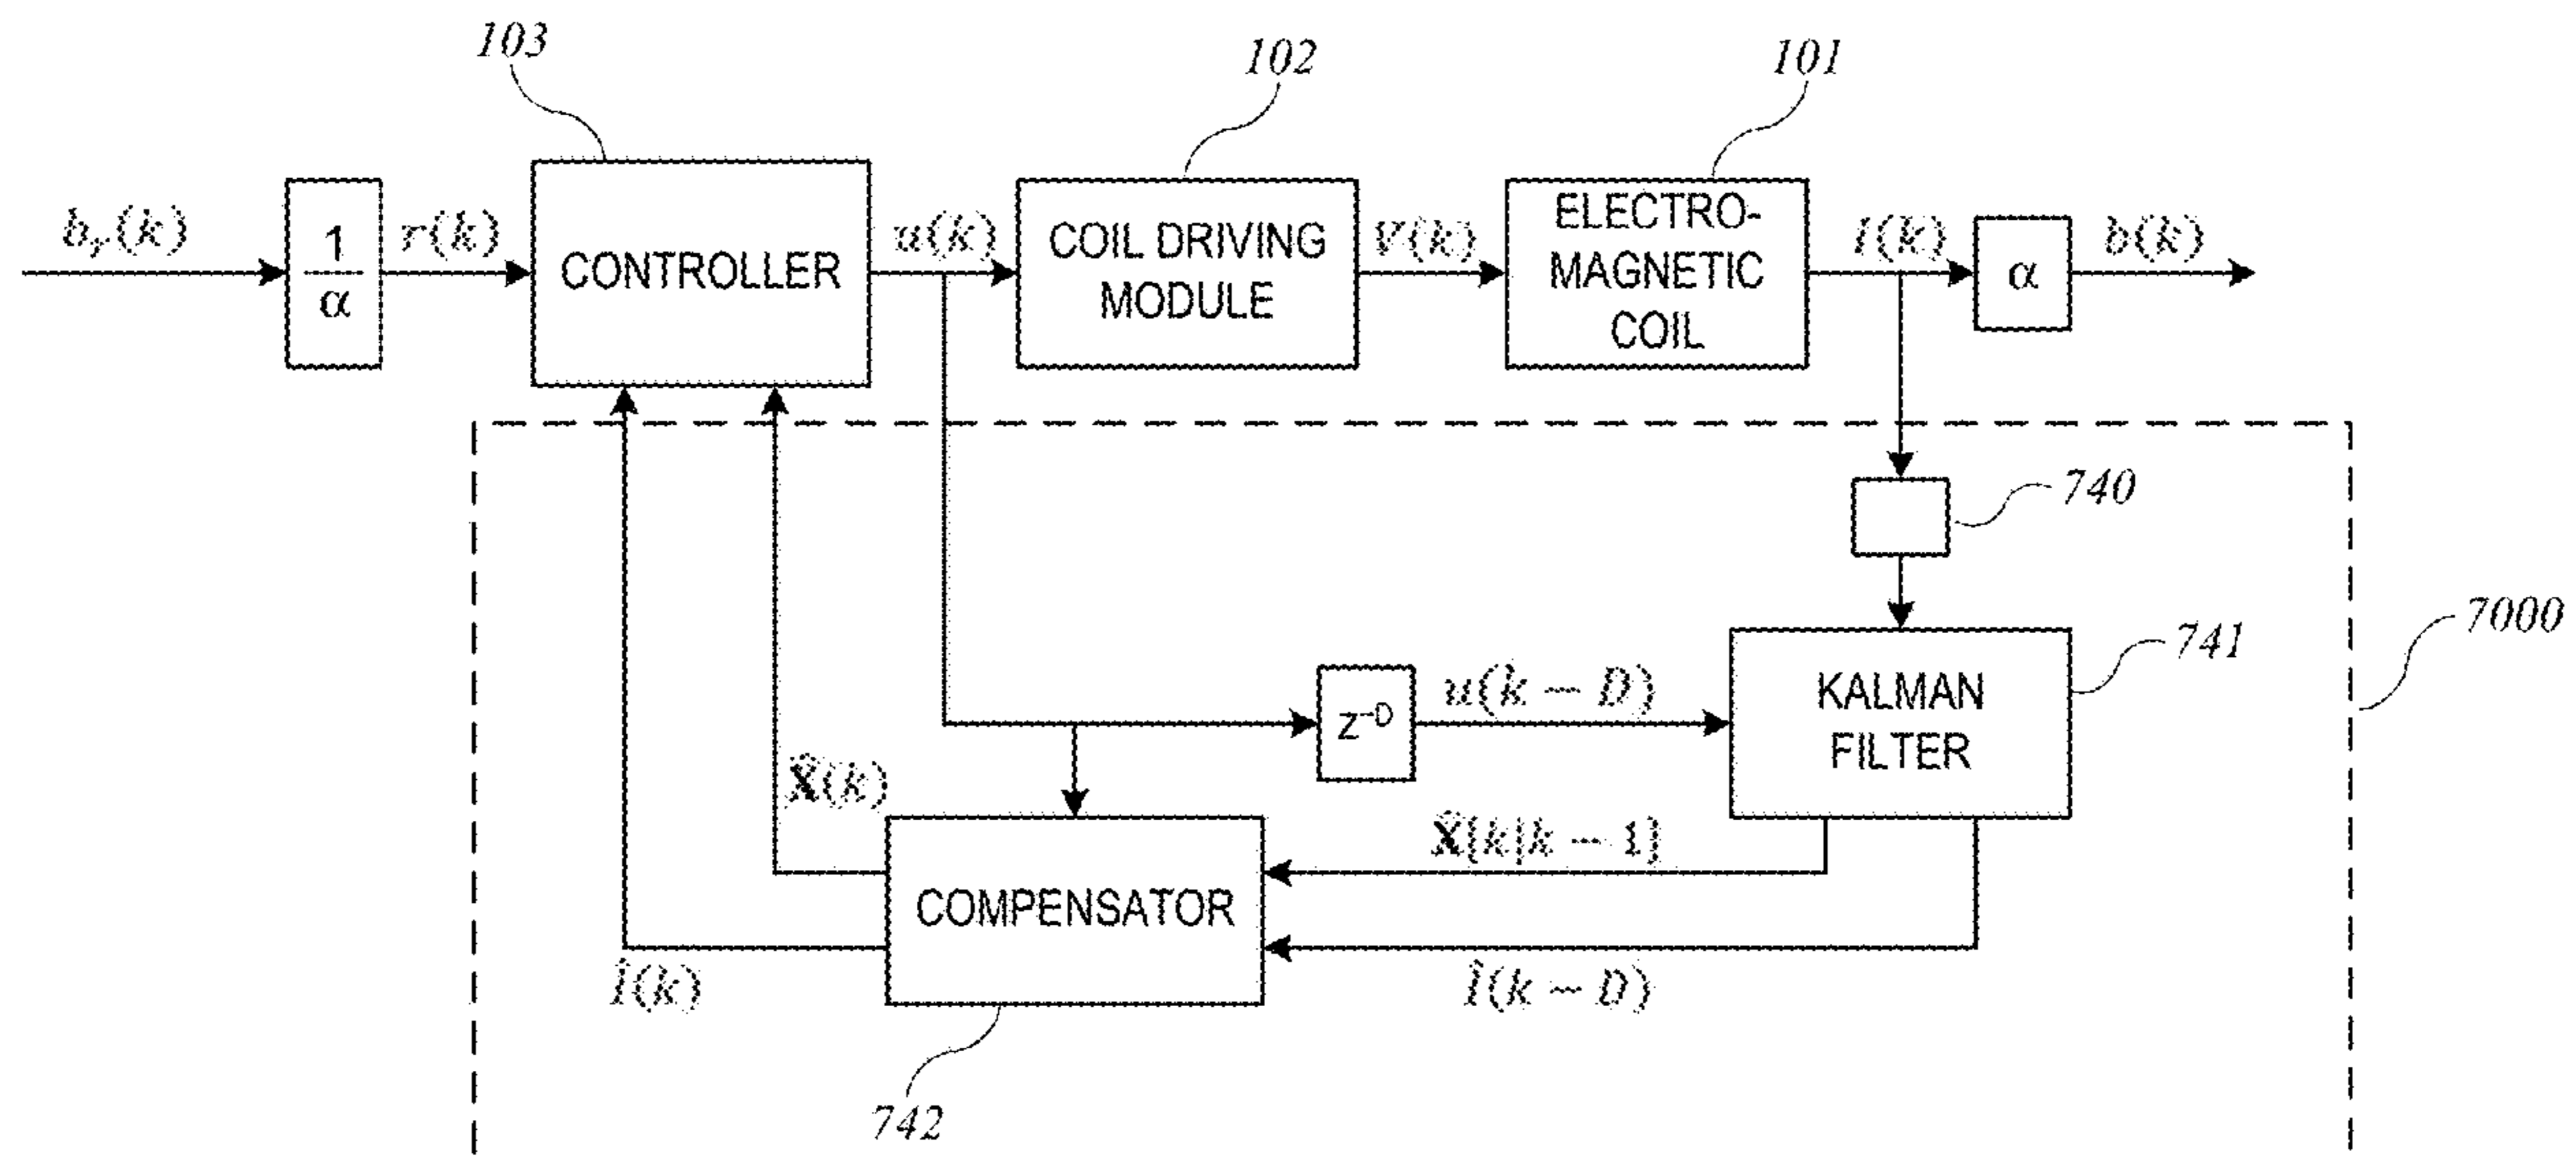 103
102
101
b_r(k)
1
α
r(k)
CONTROLLER
u(k)
COIL DRIVING
MODULE
V(k)
ELECTRO-
MAGNETIC
COIL
I(k)
α
b(k)
740
7000
741
KALMAN
FILTER
u(k − D)
z^−D
X̂(k)
X̂[k|k − 1]
COMPENSATOR
Î(k)
Î(k − D)
742